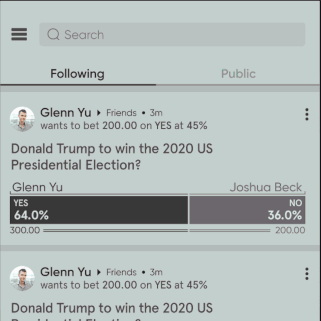 Search
Following Public
Glenn Yu Friends • 3m
wants to bet 200.00 on YES at 45%
Donald Trump to win the 2020 US
Presidential Election?
Glenn Yu Joshua Beck
YES NO
64.0% 36.0%
300.00 200.00
Glenn Yu Friends • 3m
wants to bet 200.00 on YES at 45%
Donald Trump to win the 2020 US
Presidential Election?